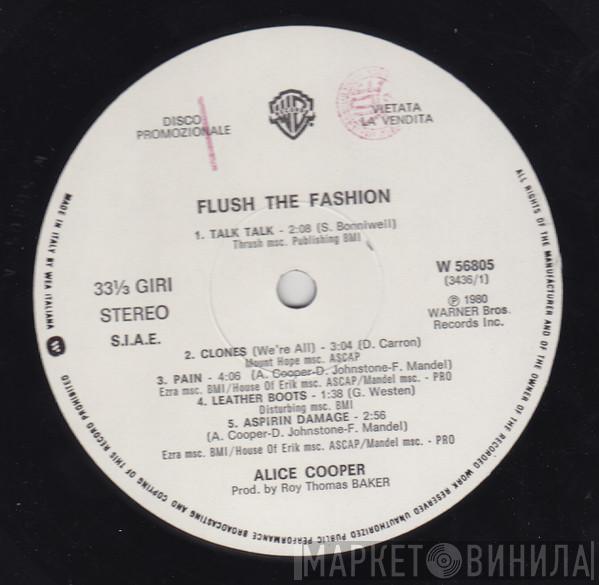 DISCO
PROMOZIONALE
VIETATA
LA VENDITA
FLUSH THE FASHION
1. TALK TALK - 2:08 (S. Bonniwell)
Thrush msc. Publishing BMI
33⅓ GIRI
STEREO
S.I.A.E.
W 56805
(3436/1)
Ⓟ 1980
WARNER Bros.
Records Inc.
2. CLONES (We're All) - 3:04 (D. Carron)
Mount Hope msc. ASCAP
3. PAIN - 4:06 (A. Cooper-D. Johnstone-F. Mandel)
Ezra msc. BMI/House Of Erik msc. ASCAP/Mandel msc. - PRO
4. LEATHER BOOTS - 1:38 (G. Westen)
Disturbing msc. BMI
5. ASPIRIN DAMAGE - 2:56
(A. Cooper-D. Johnstone-F. Mandel)
Ezra msc. BMI/House Of Erik msc. ASCAP/Mandel msc. - PRO
ALICE COOPER
Prod. by Roy Thomas BAKER
MADE IN ITALY BY WEA ITALIANA
ALL RIGHTS OF THE MANUFACTURER AND OF THE OWNER OF THE RECORDED WORK RESERVED UNAUTHORIZED PUBLIC PERFORMANCE BROADCASTING AND COPYING OF THIS RECORD PROHIBITED
МАРКЕТ ВИНИЛА